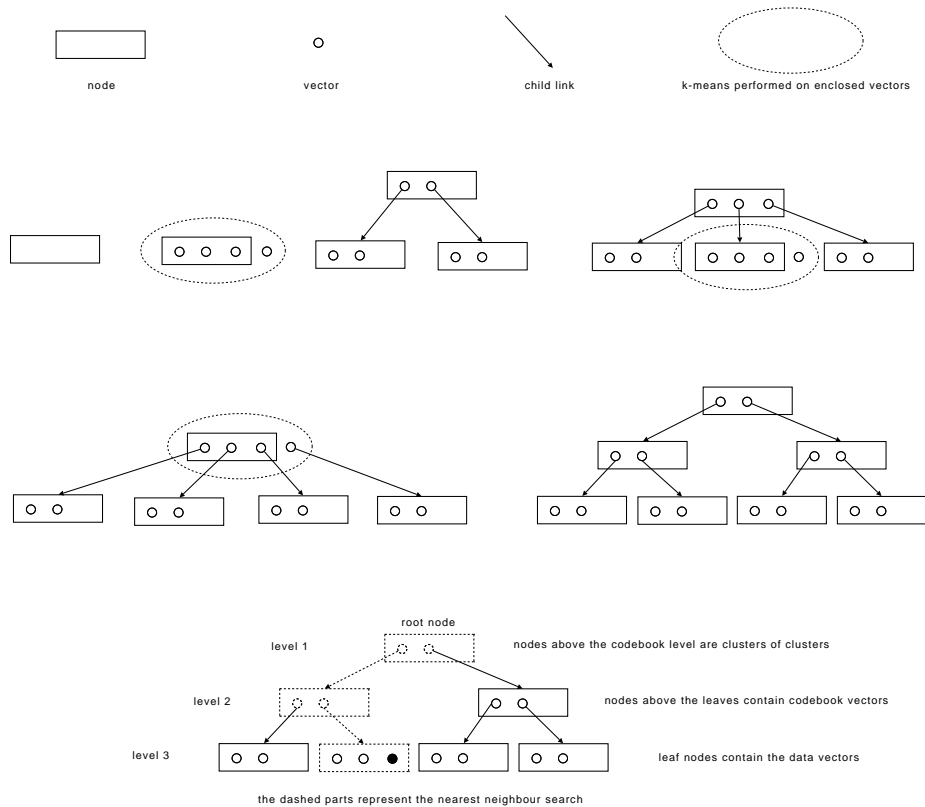 node
vector
child link
k-means performed on enclosed vectors
root node
level 1
nodes above the codebook level are clusters of clusters
level 2
nodes above the leaves contain codebook vectors
level 3
leaf nodes contain the data vectors
the dashed parts represent the nearest neighbour search